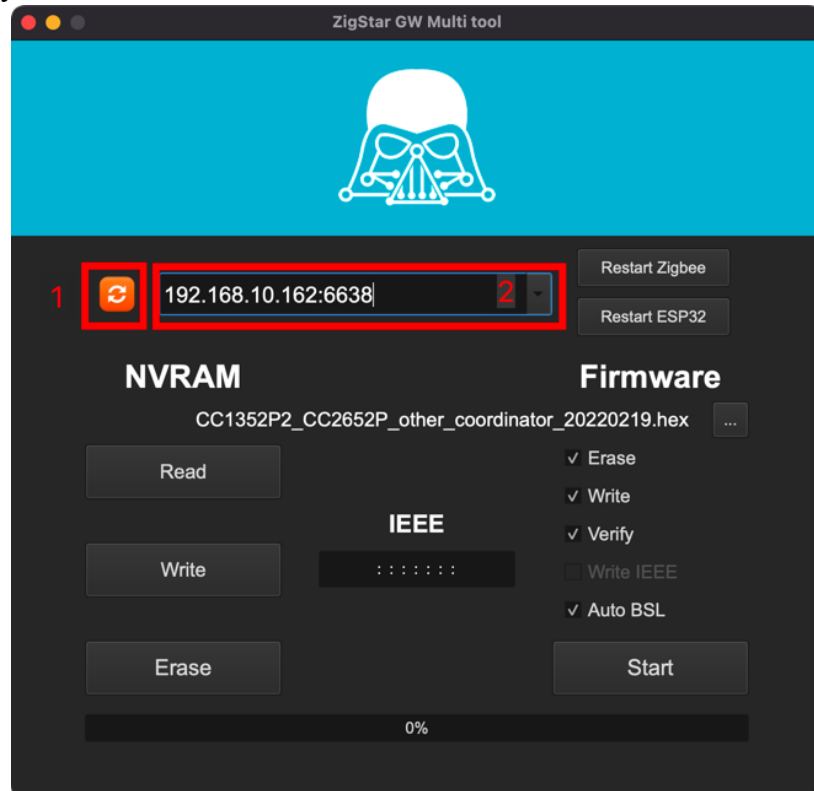 ZigStar GW Multi tool
1
192.168.10.162:6638 2
Restart Zigbee
Restart ESP32
NVRAM
Firmware
CC1352P2_CC2652P_other_coordinator_20220219.hex ...
Read
Erase
Write
IEEE
Verify
Write
: : : : : : :
Write IEEE
Auto BSL
Erase
Start
0%